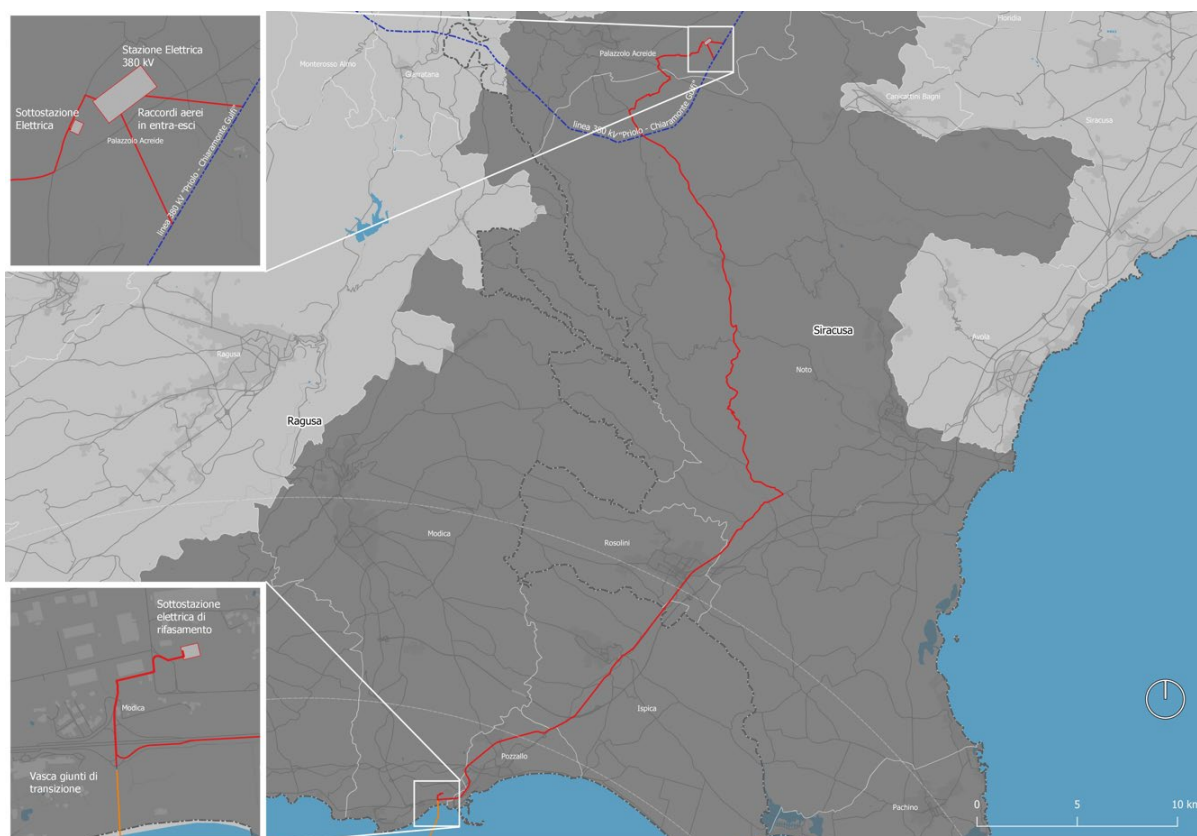 Stazione Elettrica
380 kV
Sottostazione
Elettrica
Raccordi aerei
in entra-esci
Palazzolo Acreide
linea 380 kV "Priolo - Chiaramonte Gulfi"
Monterosso Almo
Giarratana
Palazzolo Acreide
linea 380 kV "Priolo - Chiaramonte Gulfi"
Floridia
Canicattini Bagni
Siracusa
Ragusa
Ragusa
Siracusa
Noto
Avola
Modica
Rosolini
Ispica
Pozzallo
Pachino
Sottostazione
elettrica di
rifasamento
Modica
Vasca giunti di
transizione
0 5 10 km